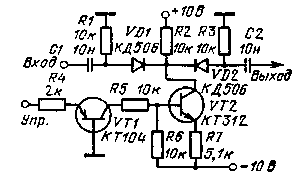 +10В
R1 10к
VD1 КД506
R2 10к
R3 10к
C1 10н
C2 10н
Вход
Выход
VD2 КД506
R4 2к
R5 10к
VT2 КТ312
Упр.
VT1 КТ104
R6 10к
R7 5,1к
-10В